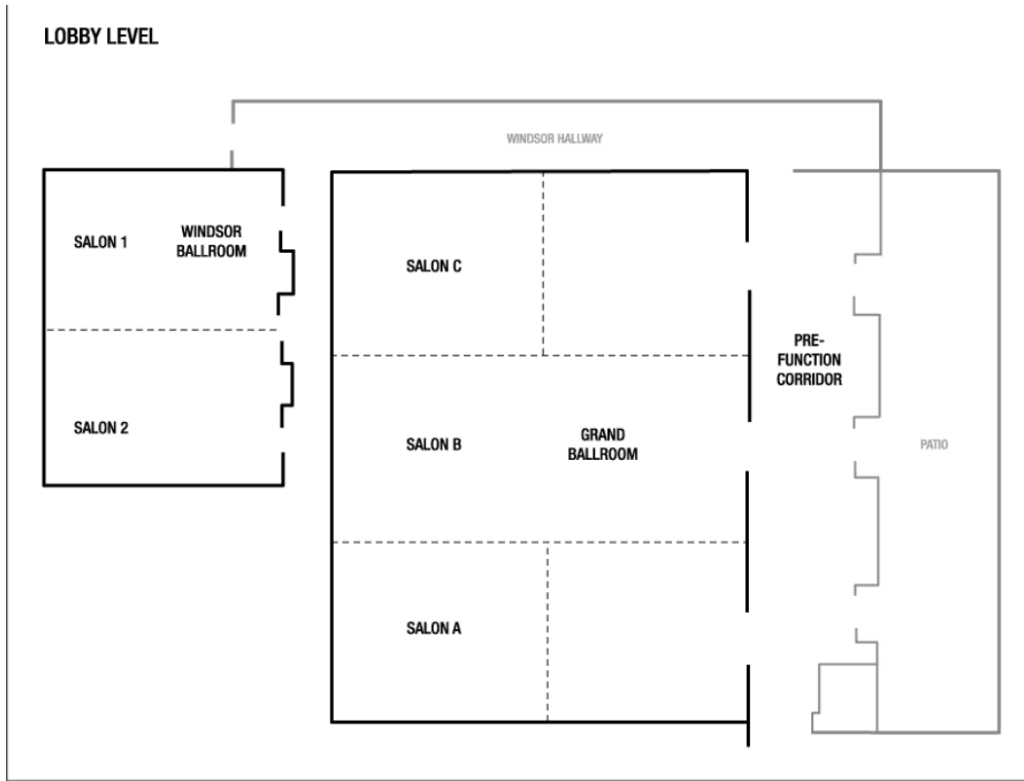 LOBBY LEVEL
WINDSOR HALLWAY
SALON 1
WINDSOR
BALLROOM
SALON C
PRE-
FUNCTION
CORRIDOR
SALON 2
SALON B
GRAND
BALLROOM
PATIO
SALON A